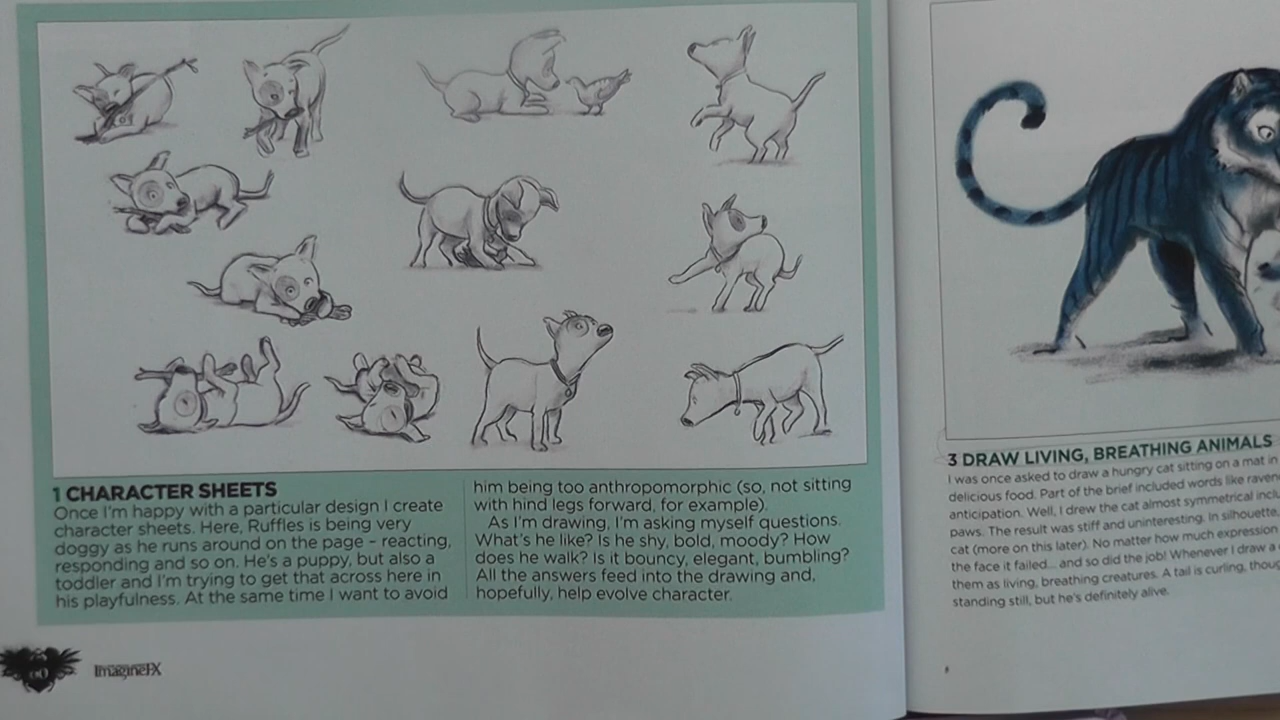 1 CHARACTER SHEETS
Once I'm happy with a particular design I create
character sheets. Here, Ruffles is being very
doggy as he runs around on the page – reacting,
responding and so on. He's a puppy, but also a
toddler and I'm trying to get that across here in
his playfulness. At the same time I want to avoid
him being too anthropomorphic (so, not sitting
with hind legs forward, for example).
As I'm drawing, I'm asking myself questions.
What's he like? Is he shy, bold, moody? How
does he walk? Is it bouncy, elegant, bumbling?
All the answers feed into the drawing and,
hopefully, help evolve character.
ImagineFX
3 DRAW LIVING, BREATHING ANIMALS
I was once asked to draw a hungry cat sitting on a mat in
delicious food. Part of the brief included words like
anticipation. Well, I drew the cat almost symmetrical
paws. The result was stiff and uninteresting. In silhouette,
cat (more on this later). No matter how much expression
the face it failed... and so did the job! Whenever I draw a
them as living, breathing creatures. A tail is curling,
standing still, but he's definitely alive.